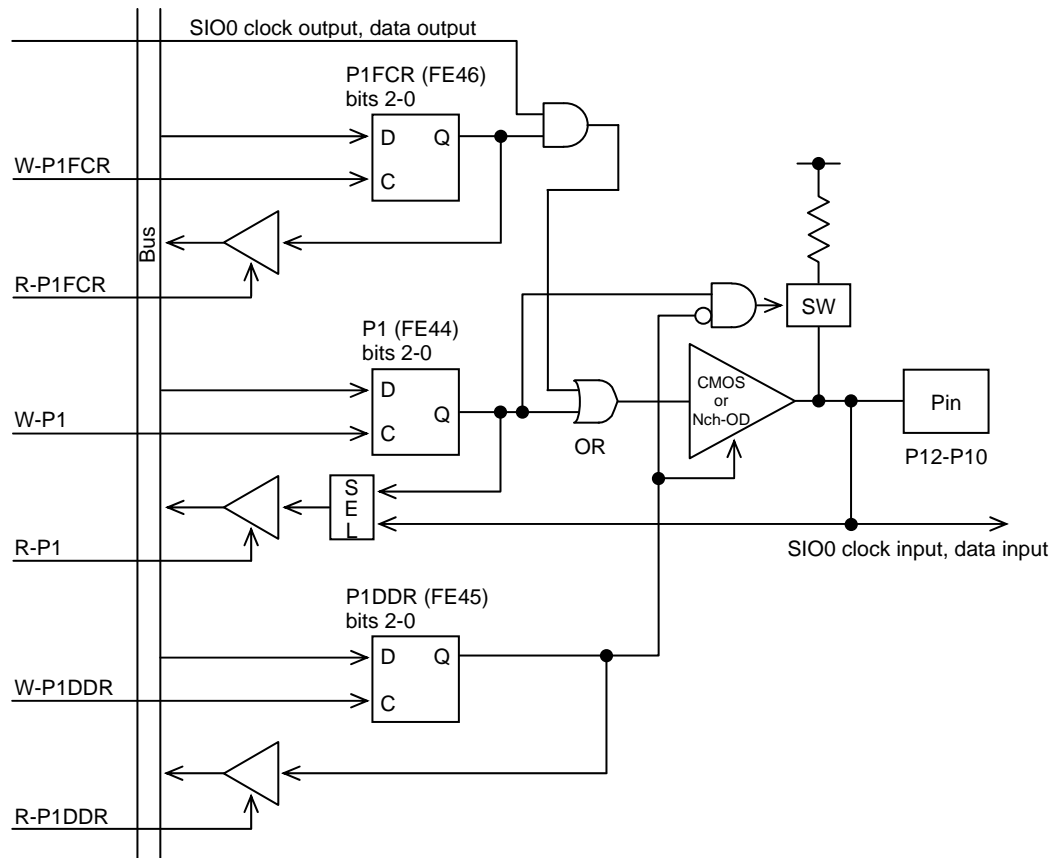 SIO0 clock output, data output
P1FCR (FE46)
bits 2-0
D Q
C
W-P1FCR
Bus
R-P1FCR
SW
P1 (FE44)
bits 2-0
D
Q
C
W-P1
CMOS
or
Nch-OD
Pin
OR
P12-P10
S
E
L
R-P1
SIO0 clock input, data input
P1DDR (FE45)
bits 2-0
D Q
C
W-P1DDR
R-P1DDR